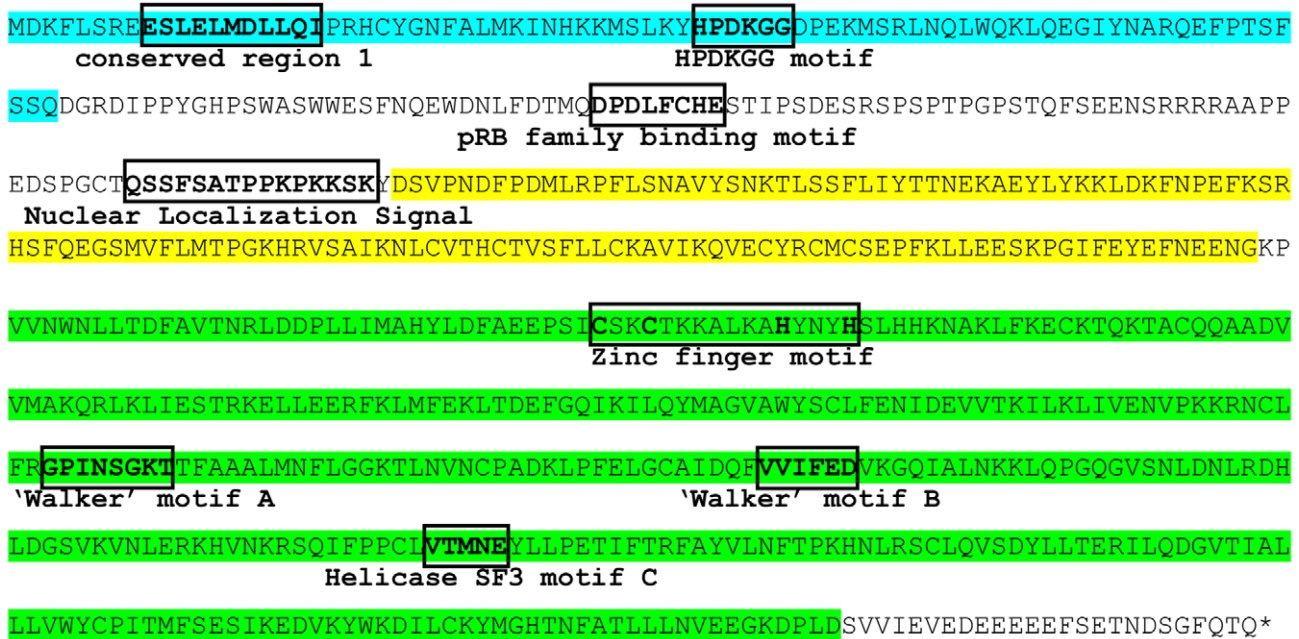 MDKFLSREESLELMDLLQIPRHCYGNFALMKINHKKMSLKYHPDKGGDPEKMSRLNQLWQKLQEGIYNARQEFPTSF
conserved region 1 HPDKGG motif
SSQDGRDIPPYGHPSWASWWESFNQEWDNLFDTMQDPDLFCHESTIPSDESRSPSPTPGPSTQFSEENSRRRRAAPP
pRB family binding motif
EDSPGCTQSSFSATPPKPKKSKYDSVPNDFPDMLRPFLSNAVYSNKTLSSFLIYTTNEKAEYLYKKLDKFNPEFKSR
Nuclear Localization Signal
HSFQEGSMVFLMTPGKHRVSAIKNLCVTHCTVSFLLCKAVIKQVECYRCMCSEPFKLLEESKPGIFEYEFNEENGKP
VVNWNLLTDFAVTNRLDDPLLIMAHYLDFAEEPSICSKCTKKALKAHYNYHSLHHKNAKLFKECKTQKTACQQAADV
Zinc finger motif
VMAKQRLKLIESTRKELLEERFKLMFEKLTDEFGQIKILQYMAGVAWYSCLFENIDEVVTKILKLIVENVPKKRNCL
FRGPINSGKTTFAAALMNFLGGKTLNVNCPADKLPFELGCAIDQFVVIFEDVKGQIALNKKLQPGQGVSNLDNLRDH
‘Walker’ motif A ‘Walker’ motif B
LDGSVKVNLERKHVNKRSQIFPPCLVTMNEYLLPETIFTRFAYVLNFTPKHNLRSCLQVSDYLLTERILQDGVTIAL
Helicase SF3 motif C
LLVWYCPITMFSESIKEDVKYWKDILCKYMGHTNFATLLLNVEEGKDPLDSVVIEVEDEEEEEFSETNDSGFQTQ*